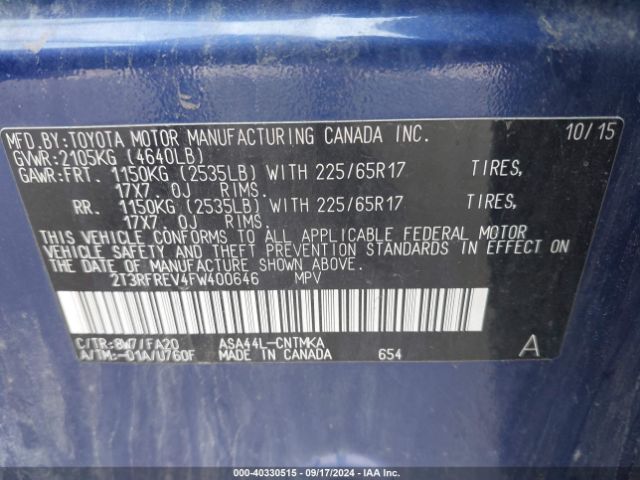 MFD.BY:TOYOTA MOTOR MANUFACTURING CANADA INC. 10/15
GVWR:2105KG (4640LB)
GAWR:FRT. 1150KG (2535LB) WITH 225/65R17 TIRES,
17X7.0J RIMS.
RR. 1150KG (2535LB) WITH 225/65R17 TIRES,
17X7.0J RIMS.
THIS VEHICLE CONFORMS TO ALL APPLICABLE FEDERAL MOTOR
VEHICLE SAFETY AND THEFT PREVENTION STANDARDS IN EFFECT ON
THE DATE OF MANUFACTURE SHOWN ABOVE.
2T3RFREV4FW400646 MPV
C/TR:8W7/FA20 ASA44L-CNTMKA
A/TM:-01A/U760F MADE IN CANADA 654 A
000-40330515 - 09/17/2024 - IAA Inc.